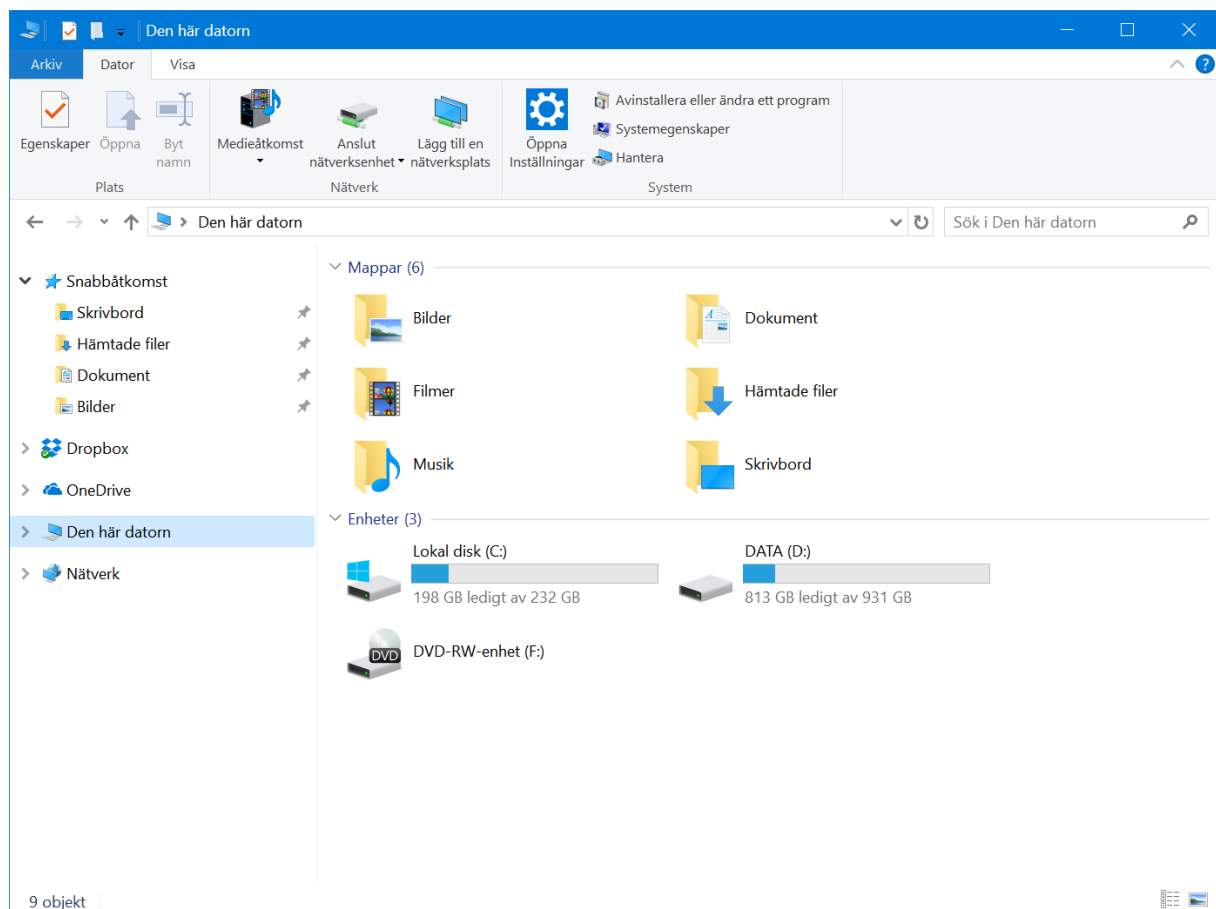 Den här datorn
Arkiv Dator Visa
Egenskaper Öppna Byt namn Medieåtkomst Anslut nätverksenhet Lägg till en nätverksplats Öppna Inställningar
Avinstallera eller ändra ett program
Systemegenskaper
Hantera
Plats Nätverk System
Den här datorn Sök i Den här datorn
Snabbåtkomst
Skrivbord
Hämtade filer
Dokument
Bilder
Dropbox
OneDrive
Den här datorn
Nätverk
Mappar (6)
Bilder Dokument
Filmer Hämtade filer
Musik Skrivbord
Enheter (3)
Lokal disk (C:) DATA (D:)
198 GB ledigt av 232 GB 813 GB ledigt av 931 GB
DVD DVD-RW-enhet (F:)
9 objekt